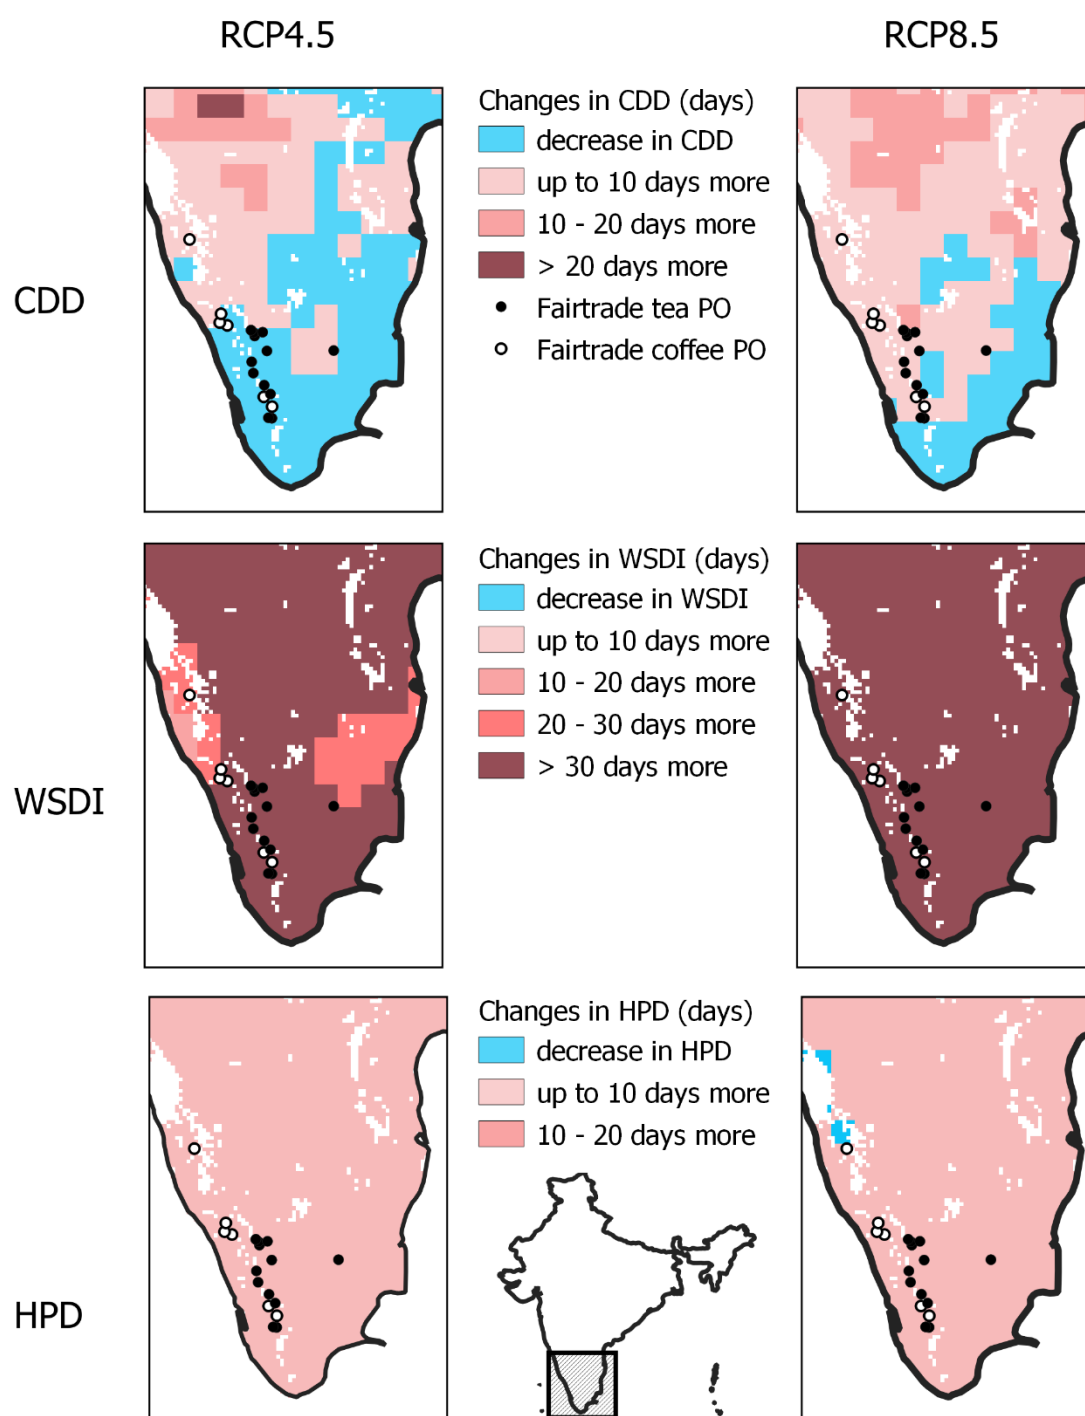 RCP4.5
RCP8.5
CDD
Changes in CDD (days)
decrease in CDD
up to 10 days more
10 - 20 days more
> 20 days more
Fairtrade tea PO
Fairtrade coffee PO
WSDI
Changes in WSDI (days)
decrease in WSDI
up to 10 days more
10 - 20 days more
20 - 30 days more
> 30 days more
HPD
Changes in HPD (days)
decrease in HPD
up to 10 days more
10 - 20 days more